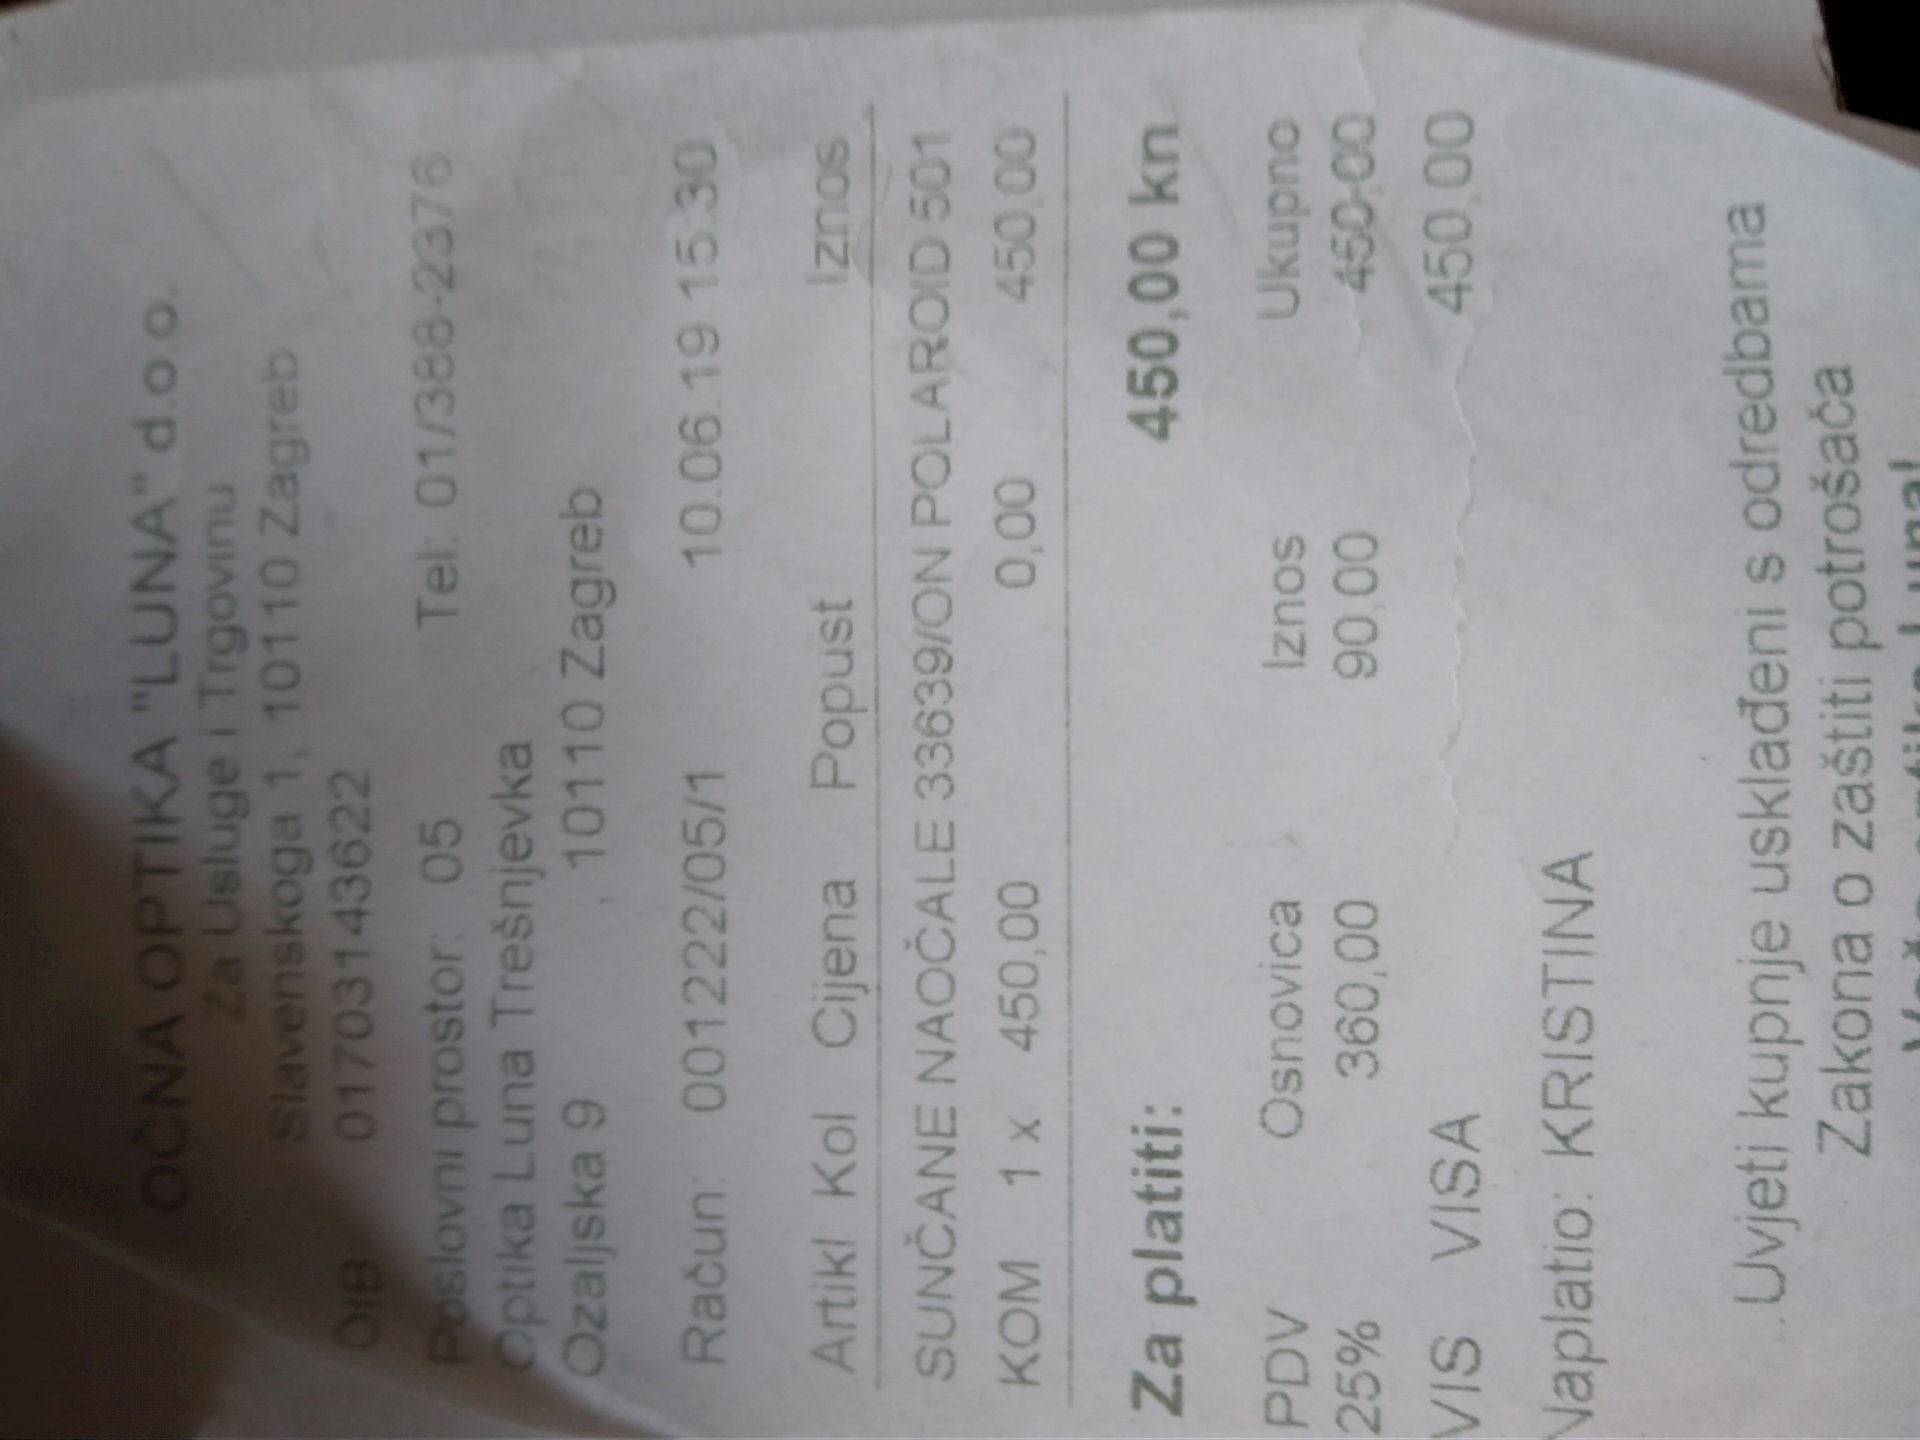 OČNA OPTIKA "LUNA" d.o.o.
Za Usluge i Trgovinu
Slavenskoga 1, 10110 Zagreb
OIB 01703143622
Poslovni prostor: 05 Tel: 01/388-2376
Optika Luna Trešnjevka
Ozaljska 9 , 10110 Zagreb
Račun: 001222/05/1 10.06.19 15:30
Artikl Kol Cijena Popust Iznos
SUNČANE NAOČALE 33639/ON POLAROID 501
KOM 1 x 450,00 0,00 450,00
Za platiti: 450,00 kn
PDV Osnovica Iznos Ukupno
25% 360,00 90,00 450,00
VIS VISA 450,00
Naplatio: KRISTINA
Uvjeti kupnje usklađeni s odredbama
Zakona o zaštiti potrošača